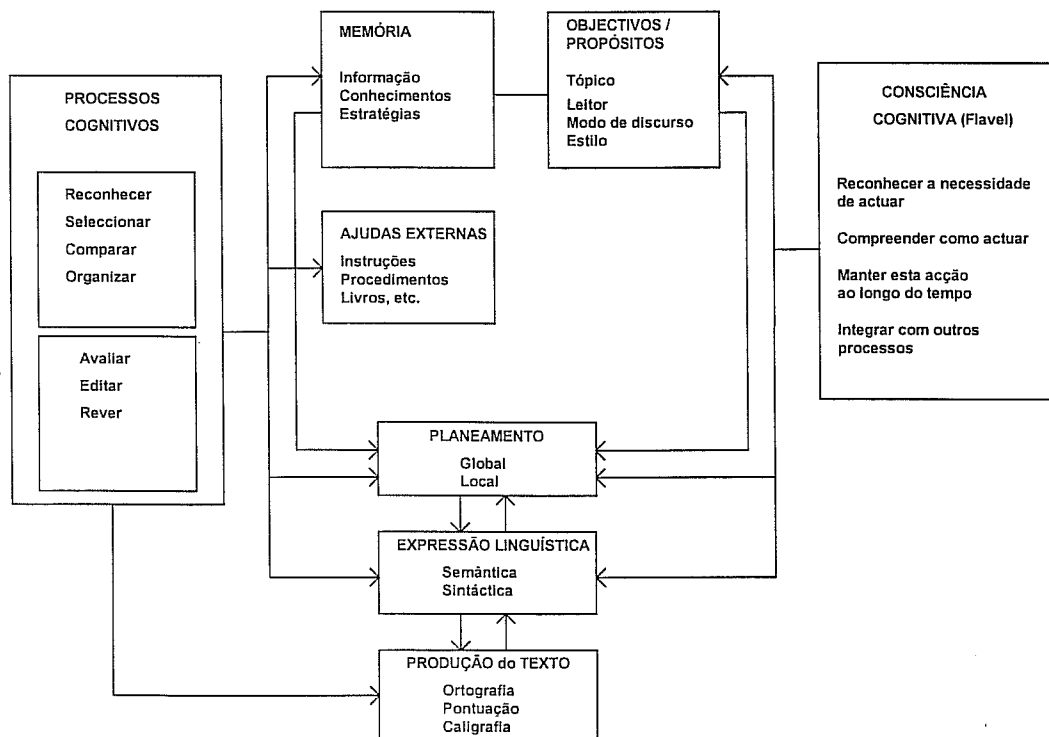 PROCESSOS
COGNITIVOS
Reconhecer
Seleccionar
Comparar
Organizar
Avaliar
Editar
Rever
MEMÓRIA
Informação
Conhecimentos
Estratégias
OBJECTIVOS /
PROPÓSITOS
Tópico
Leitor
Modo de discurso
Estilo
AJUDAS EXTERNAS
Instruções
Procedimentos
Livros, etc.
CONSCIÊNCIA
COGNITIVA (Flavel)
Reconhecer a necessidade
de actuar
Compreender como actuar
Manter esta acção
ao longo do tempo
Integrar com outros
processos
PLANEAMENTO
Global
Local
EXPRESSÃO LINGUÍSTICA
Semântica
Sintáctica
PRODUÇÃO do TEXTO
Ortografia
Pontuação
Caligrafia